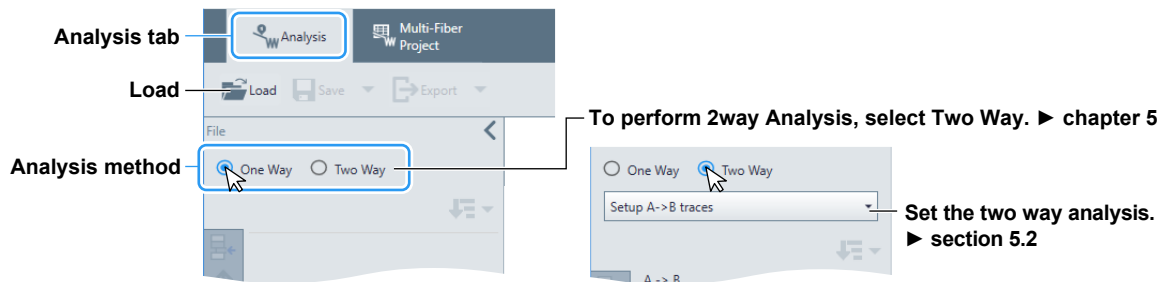 Analysis tab
Analysis
Multi-Fiber
Project
Load
Load
Save
Export
File
To perform 2way Analysis, select Two Way. ► chapter 5
Analysis method
One Way
Two Way
One Way
Two Way
Setup A->B traces
Set the two way analysis.
► section 5.2
A -> B